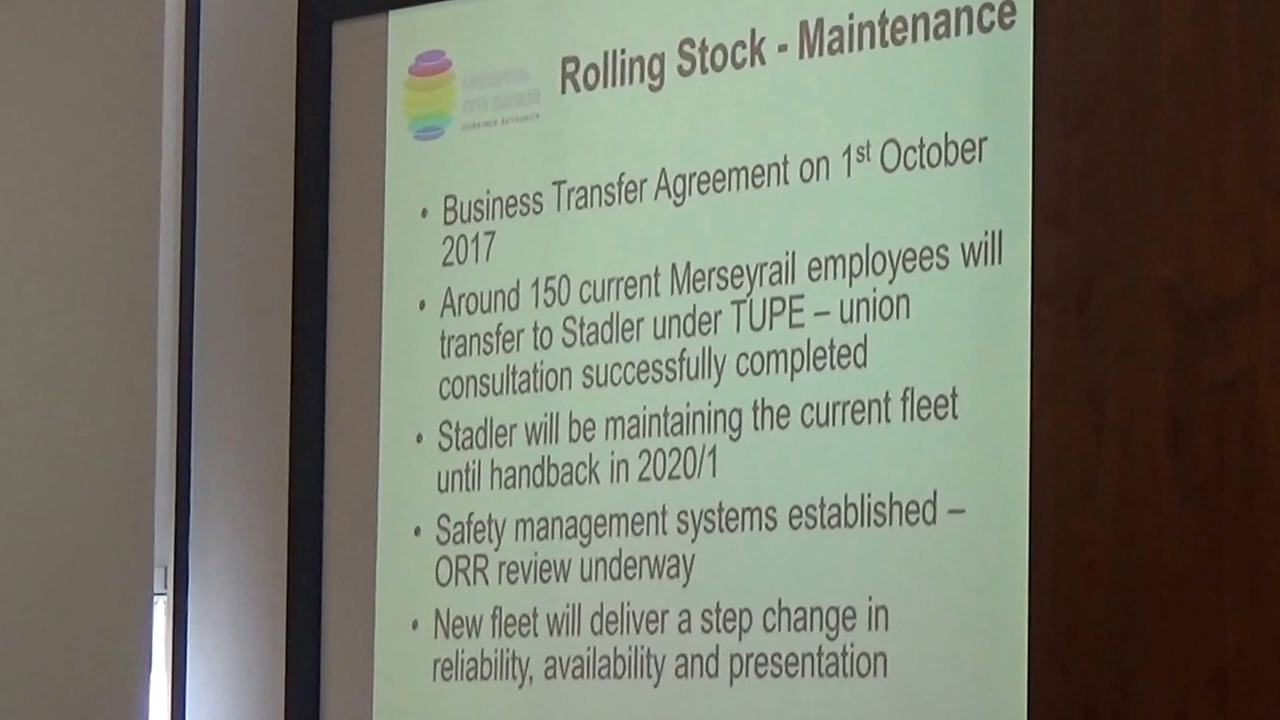 Rolling Stock - Maintenance
COMBINED AUTHORITY
• Business Transfer Agreement on 1st October
2017
• Around 150 current Merseyrail employees will
transfer to Stadler under TUPE – union
consultation successfully completed
• Stadler will be maintaining the current fleet
until handback in 2020/1
• Safety management systems established –
ORR review underway
• New fleet will deliver a step change in
reliability, availability and presentation